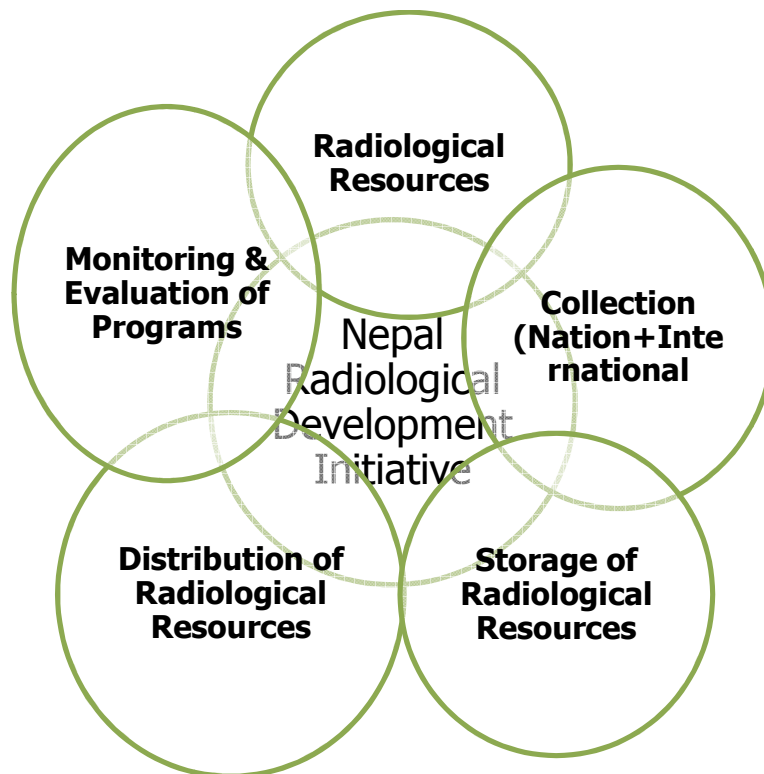 Radiological
Resources
Monitoring &
Evaluation of
Programs
Collection
(Nation+Inte
rnational
Nepal
Radiological
Development
Initiative
Distribution of
Radiological
Resources
Storage of
Radiological
Resources